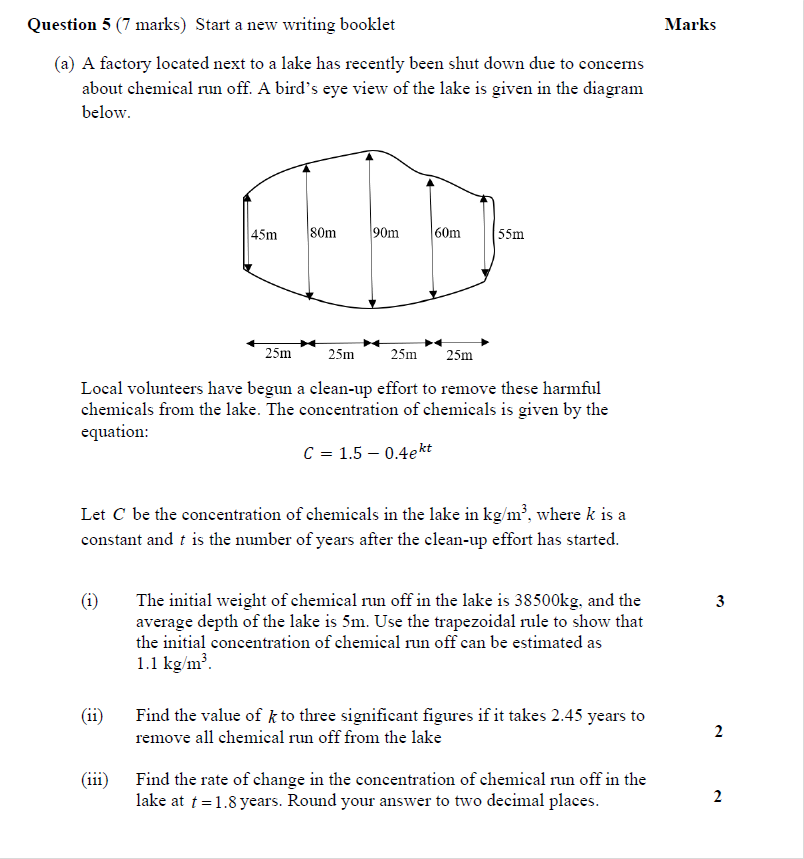 Question 5 (7 marks) Start a new writing booklet Marks
(a) A factory located next to a lake has recently been shut down due to concerns
about chemical run off. A bird's eye view of the lake is given in the diagram
below.
45m 80m 90m 60m 55m
25m 25m 25m 25m
Local volunteers have begun a clean-up effort to remove these harmful
chemicals from the lake. The concentration of chemicals is given by the
equation:
C = 1.5 − 0.4e^{kt}
Let C be the concentration of chemicals in the lake in kg/m³, where k is a
constant and t is the number of years after the clean-up effort has started.
(i) The initial weight of chemical run off in the lake is 38500kg, and the 3
average depth of the lake is 5m. Use the trapezoidal rule to show that
the initial concentration of chemical run off can be estimated as
1.1 kg/m³.
(ii) Find the value of k to three significant figures if it takes 2.45 years to
remove all chemical run off from the lake 2
(iii) Find the rate of change in the concentration of chemical run off in the
lake at t = 1.8 years. Round your answer to two decimal places. 2